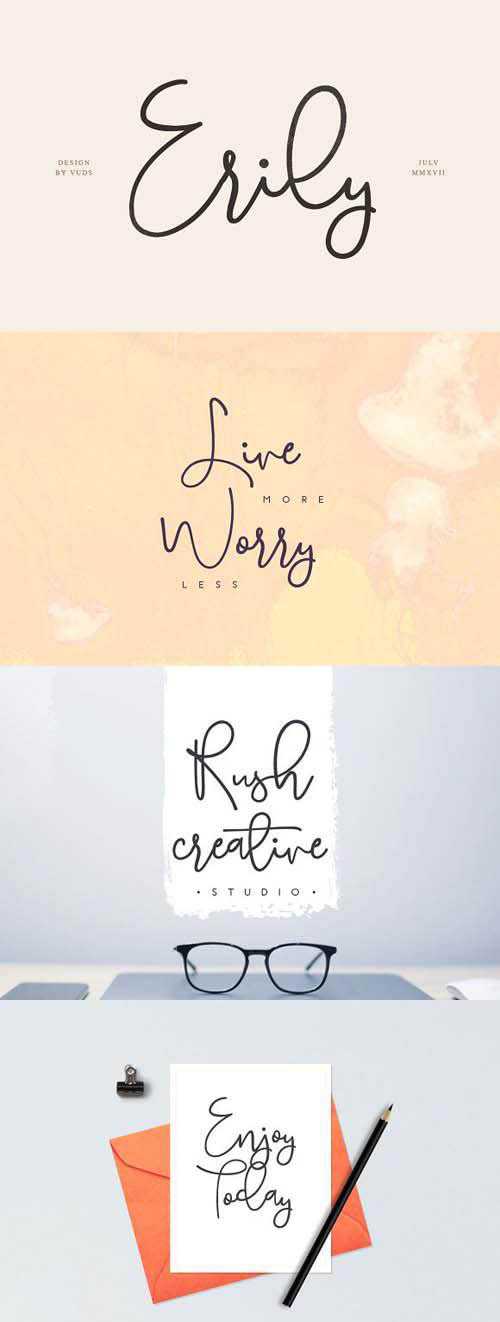 Erily
DESIGN
BY VUDS
JULY
MMXVII
Live
MORE
Worry
LESS
Rush
creative
• STUDIO •
Enjoy
Today